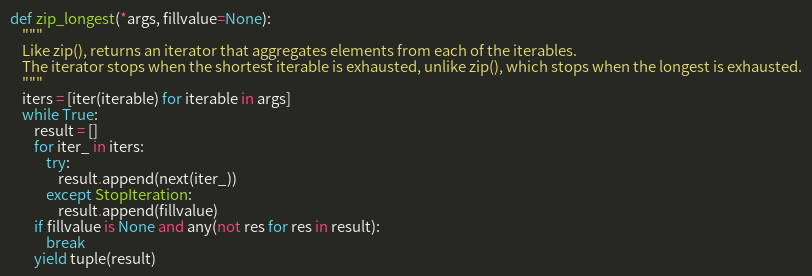 def zip_longest(*args, fillvalue=None):
    """
    Like zip(), returns an iterator that aggregates elements from each of the iterables.
    The iterator stops when the shortest iterable is exhausted, unlike zip(), which stops when the longest is exhausted.
    """
    iters = [iter(iterable) for iterable in args]
    while True:
        result = []
        for iter_ in iters:
            try:
                result.append(next(iter_))
            except StopIteration:
                result.append(fillvalue)
        if fillvalue is None and any(not res for res in result):
            break
        yield tuple(result)